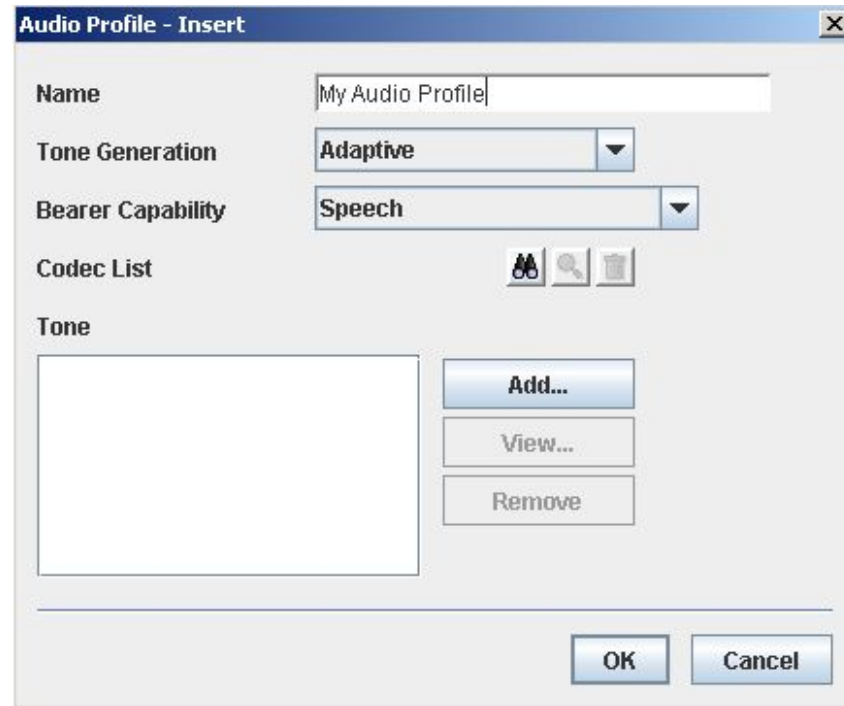 Audio Profile - Insert
Name My Audio Profile
Tone Generation Adaptive
Bearer Capability Speech
Codec List
Tone
Add...
View...
Remove
OK Cancel